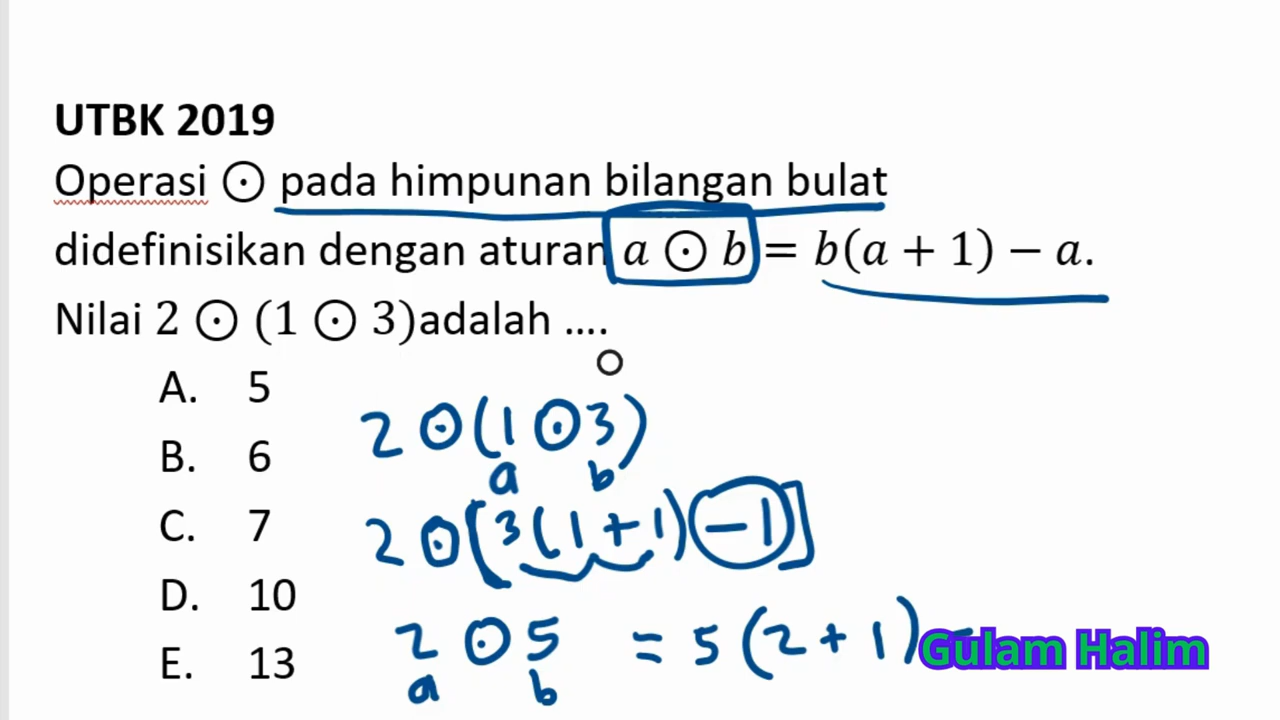 UTBK 2019
Operasi ⊙ pada himpunan bilangan bulat
didefinisikan dengan aturan a ⊙ b = b(a + 1) − a.
Nilai 2 ⊙ (1 ⊙ 3)adalah ....
A. 5
B. 6
C. 7
D. 10
E. 13
2 ⊙ (1 ⊙ 3)
a b
2 ⊙ [3(1+1) −1]
2 ⊙ 5 = 5(2+1) −
a b
Gulam Halim